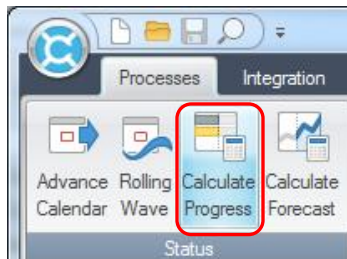 Processes Integration
Advance Rolling Calculate Calculate
Calendar Wave Progress Forecast
Status